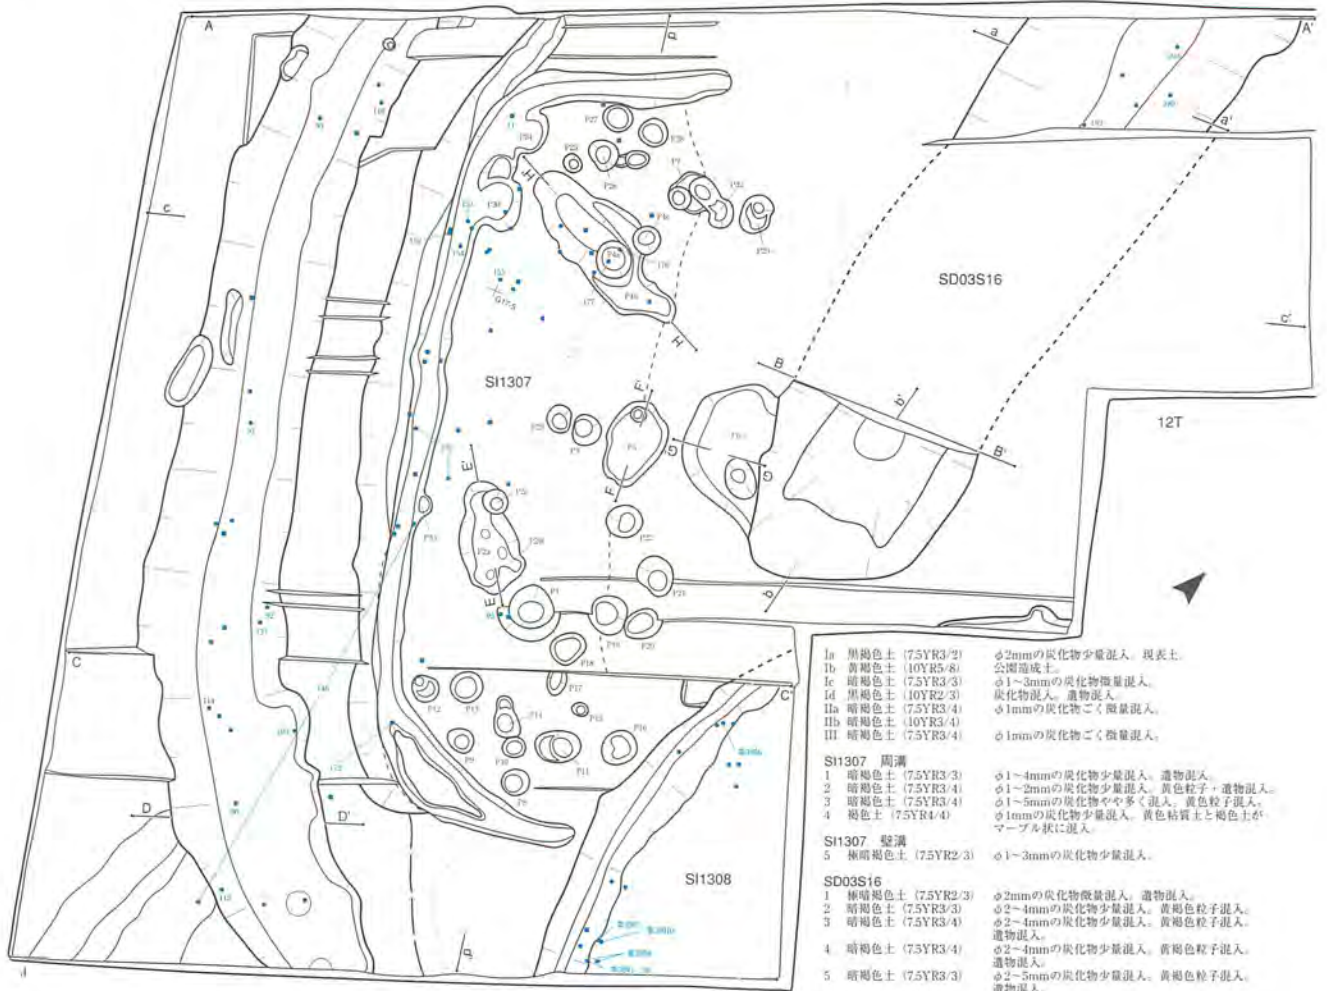 A
A'
a
a'
C
C'
c
c'
D
D'
B
B'
b
b'
H
H'
F
F'
G
G'
E
E'
SI1307
SD03S16
SI1308
12T
P27
P25
P26
P7
P3
P1
P18
P17
P12
P13
P14
P15
P16
P9
P10
P11
P8
Ia 黒褐色土 (7.5YR3/2) φ2mmの炭化物少量混入。現表土。
Ib 黄褐色土 (10YR5/8) 公園造成土。
Ic 暗褐色土 (7.5YR3/3) φ1~3mmの炭化物微量混入。
Id 黒褐色土 (10YR2/3) 炭化物混入。遺物混入。
IIa 暗褐色土 (7.5YR3/4) φ1mmの炭化物ごく微量混入。
IIb 暗褐色土 (10YR3/4)
III 暗褐色土 (7.5YR3/4) φ1mmの炭化物ごく微量混入。
SI1307 周溝
1 暗褐色土 (7.5YR3/3) φ1~4mmの炭化物少量混入。遺物混入。
2 暗褐色土 (7.5YR3/4) φ1~2mmの炭化物少量混入。黄色粒子・遺物混入。
3 暗褐色土 (7.5YR3/4) φ1~5mmの炭化物やや多く混入。黄色粒子混入。
4 褐色土 (7.5YR4/4) φ1mmの炭化物少量混入。黄色粘質土と褐色土が
マーブル状に混入。
SI1307 壁溝
5 極暗褐色土 (7.5YR2/3) φ1~3mmの炭化物少量混入。
SD03S16
1 極暗褐色土 (7.5YR2/3) φ2mmの炭化物微量混入。遺物混入。
2 暗褐色土 (7.5YR3/3) φ2~4mmの炭化物少量混入。黄褐色粒子混入。
3 暗褐色土 (7.5YR3/4) φ2~4mmの炭化物少量混入。黄褐色粒子混入。
遺物混入。
4 暗褐色土 (7.5YR3/4) φ2~4mmの炭化物少量混入。黄褐色粒子混入。
遺物混入。
5 暗褐色土 (7.5YR3/3) φ2~5mmの炭化物少量混入。黄褐色粒子混入。
遺物混入。